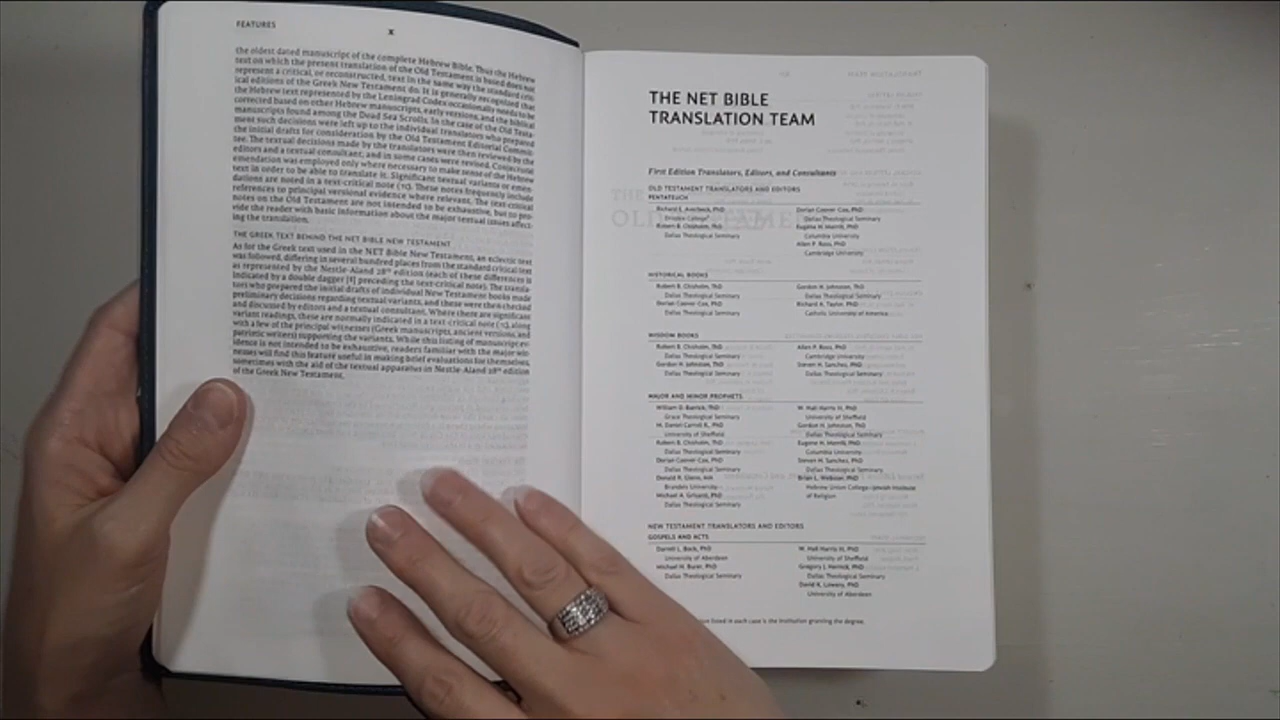 FEATURES
X
the oldest dated manuscript of the complete Hebrew Bible. Thus the Hebrew
text on which the present translation of the Old Testament is based does not
represent a critical, or reconstructed, text in the same way the standard crit-
ical editions of the Greek New Testament do. It is generally recognized that
the Hebrew text represented by the Leningrad Codex occasionally needs to be
corrected based on other Hebrew manuscripts, early versions, and the biblical
manuscripts found among the Dead Sea Scrolls. In the case of the Old Testa-
ment such decisions were left up to the individual translators who prepared
the initial drafts for consideration by the Old Testament Editorial Commit-
tee. The textual decisions made by the translators were then reviewed by the
editors and a textual consultant, and in some cases were revised. Conjectural
emendation was employed only where necessary to make sense of the Hebrew
text in order to be able to translate it. Significant textual variants or emen-
dations are noted in a text-critical note (TC). These notes frequently include
references to principal versional evidence where relevant. The text-critical
notes on the Old Testament are not intended to be exhaustive, but to pro-
vide the reader with basic information about the major textual issues affect-
ing the translation.
THE GREEK TEXT BEHIND THE NET BIBLE NEW TESTAMENT
As for the Greek text used in the NET Bible New Testament, an eclectic text
was followed, differing in several hundred places from the standard critical text
as represented by the Nestle-Aland 28th edition (each of these differences is
indicated by a double dagger [‡] preceding the text-critical note). The transla-
tors who prepared the initial drafts of individual New Testament books made
preliminary decisions regarding textual variants, and these were then checked
and discussed by editors and a textual consultant. Where there are significant
variant readings, these are normally indicated in a text-critical note (TC), along
with a few of the principal witnesses (Greek manuscripts, ancient versions, and
patristic writers) supporting the variants. While this listing of manuscript ev-
idence is not intended to be exhaustive, readers familiar with the major wit-
nesses will find this feature useful in making brief evaluations for themselves,
sometimes with the aid of the textual apparatus in Nestle-Aland 28th edition
of the Greek New Testament.
THE NET BIBLE
TRANSLATION TEAM
First Edition Translators, Editors, and Consultants
OLD TESTAMENT TRANSLATORS AND EDITORS
PENTATEUCH
Richard E. Averbeck, PhD
Dropsie College*
Robert B. Chisholm, ThD
Dallas Theological Seminary
Dorian Coover-Cox, PhD
Dallas Theological Seminary
Eugene H. Merrill, PhD
Columbia University
Allen P. Ross, PhD
Cambridge University
HISTORICAL BOOKS
Robert B. Chisholm, ThD
Dallas Theological Seminary
Dorian Coover-Cox, PhD
Dallas Theological Seminary
Gordon H. Johnston, ThD
Dallas Theological Seminary
Richard A. Taylor, PhD
Catholic University of America
WISDOM BOOKS
Robert B. Chisholm, ThD
Dallas Theological Seminary
Gordon H. Johnston, ThD
Dallas Theological Seminary
Allen P. Ross, PhD
Cambridge University
Steven H. Sanchez, PhD
Dallas Theological Seminary
MAJOR AND MINOR PROPHETS
William D. Barrick, ThD
Grace Theological Seminary
M. Daniel Carroll R., PhD
University of Sheffield
Robert B. Chisholm, ThD
Dallas Theological Seminary
Dorian Coover-Cox, PhD
Dallas Theological Seminary
Donald R. Glenn, MA
Brandeis University
Michael A. Grisanti, PhD
Dallas Theological Seminary
W. Hall Harris III, PhD
University of Sheffield
Gordon H. Johnston, ThD
Dallas Theological Seminary
Eugene H. Merrill, PhD
Columbia University
Steven H. Sanchez, PhD
Dallas Theological Seminary
Brian L. Webster, PhD
Hebrew Union College–Jewish Institute
of Religion
NEW TESTAMENT TRANSLATORS AND EDITORS
GOSPELS AND ACTS
Darrell L. Bock, PhD
University of Aberdeen
Michael H. Burer, PhD
Dallas Theological Seminary
W. Hall Harris III, PhD
University of Sheffield
Gregory J. Herrick, PhD
Dallas Theological Seminary
David K. Lowery, PhD
University of Aberdeen
listed in each case is the institution granting the degree.